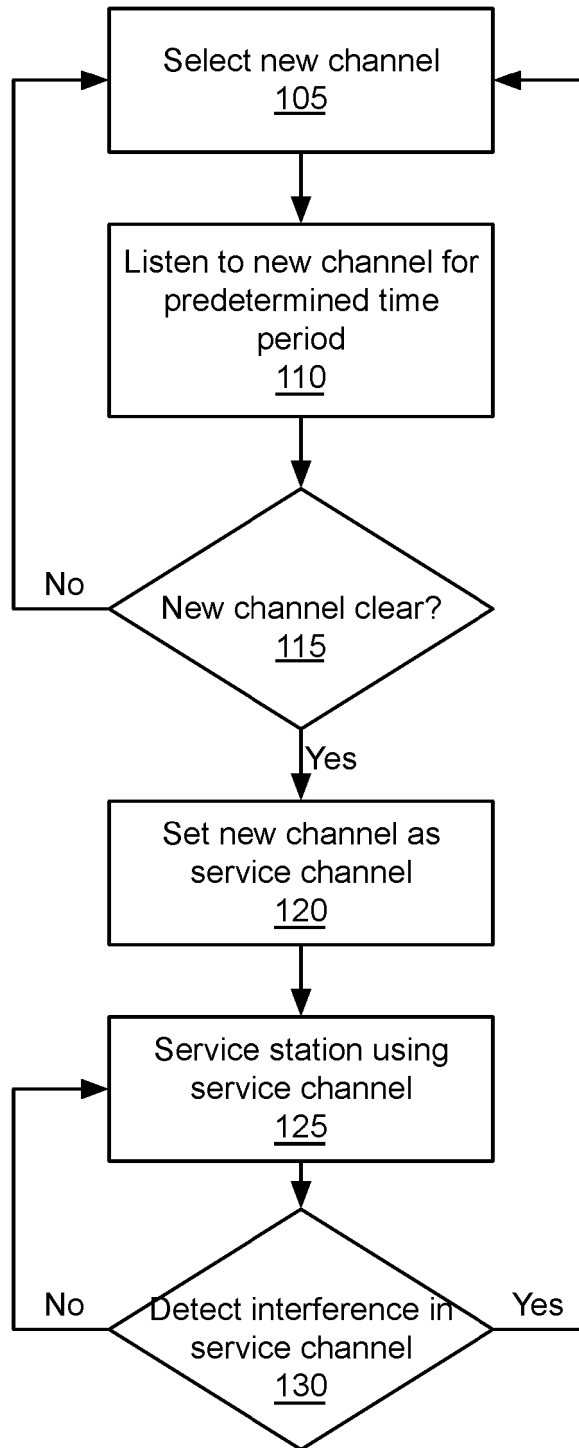 Select new channel
105
Listen to new channel for
predetermined time
period
110
New channel clear?
115
No
Yes
Set new channel as
service channel
120
Service station using
service channel
125
Detect interference in
service channel
130
No
Yes